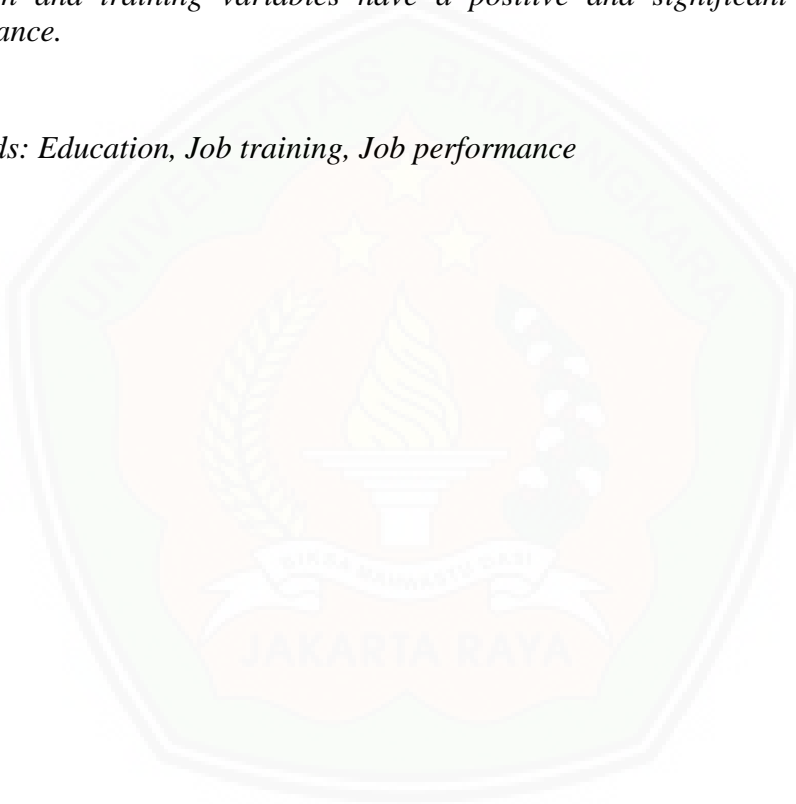 n and training variables have a positive and significant
ance.
ds: Education, Job training, Job performance
UNIVERSITAS BHAYANGKARA
JAKARTA RAYA